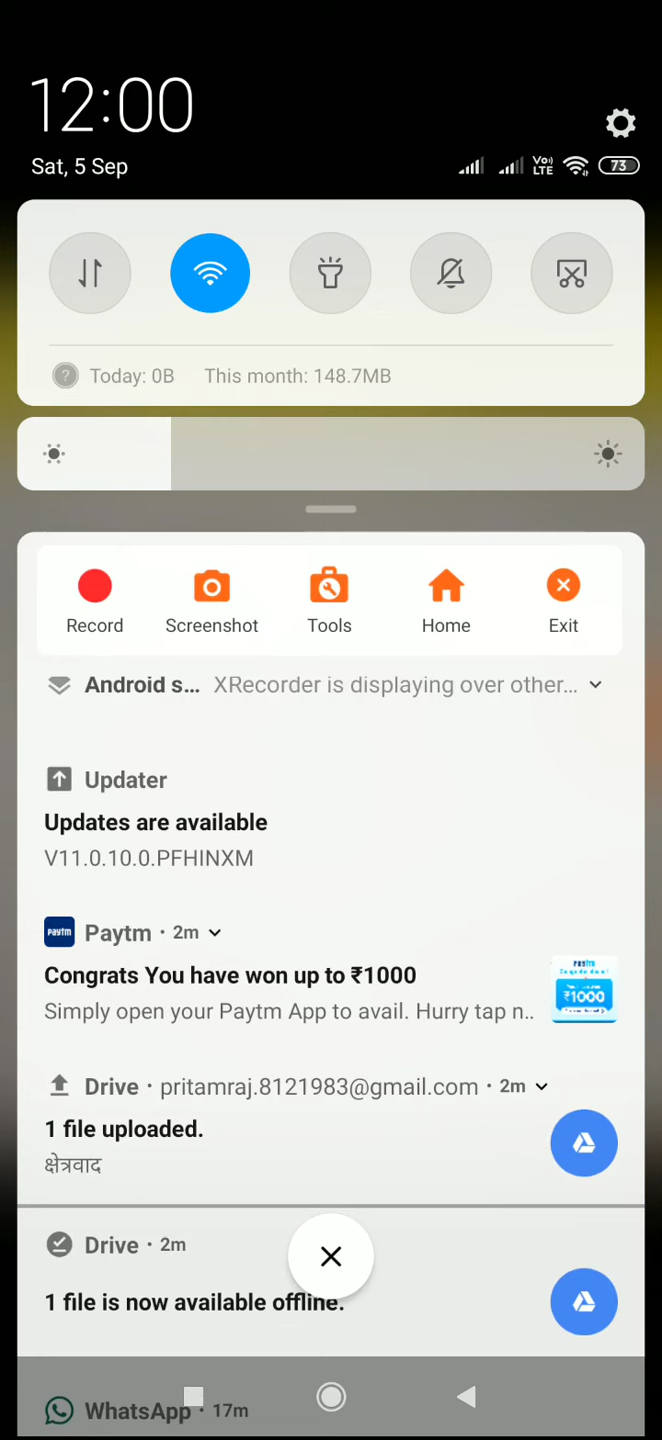 12:00
Sat, 5 Sep
Vo) LTE 73
Today: 0B This month: 148.7MB
Record Screenshot Tools Home Exit
Android s... XRecorder is displaying over other...
Updater
Updates are available
V11.0.10.0.PFHINXM
Paytm · 2m
Congrats You have won up to ₹1000
Simply open your Paytm App to avail. Hurry tap n..
₹1000
Drive · pritamraj.8121983@gmail.com · 2m
1 file uploaded.
क्षेत्रवाद
Drive · 2m
1 file is now available offline.
WhatsApp · 17m